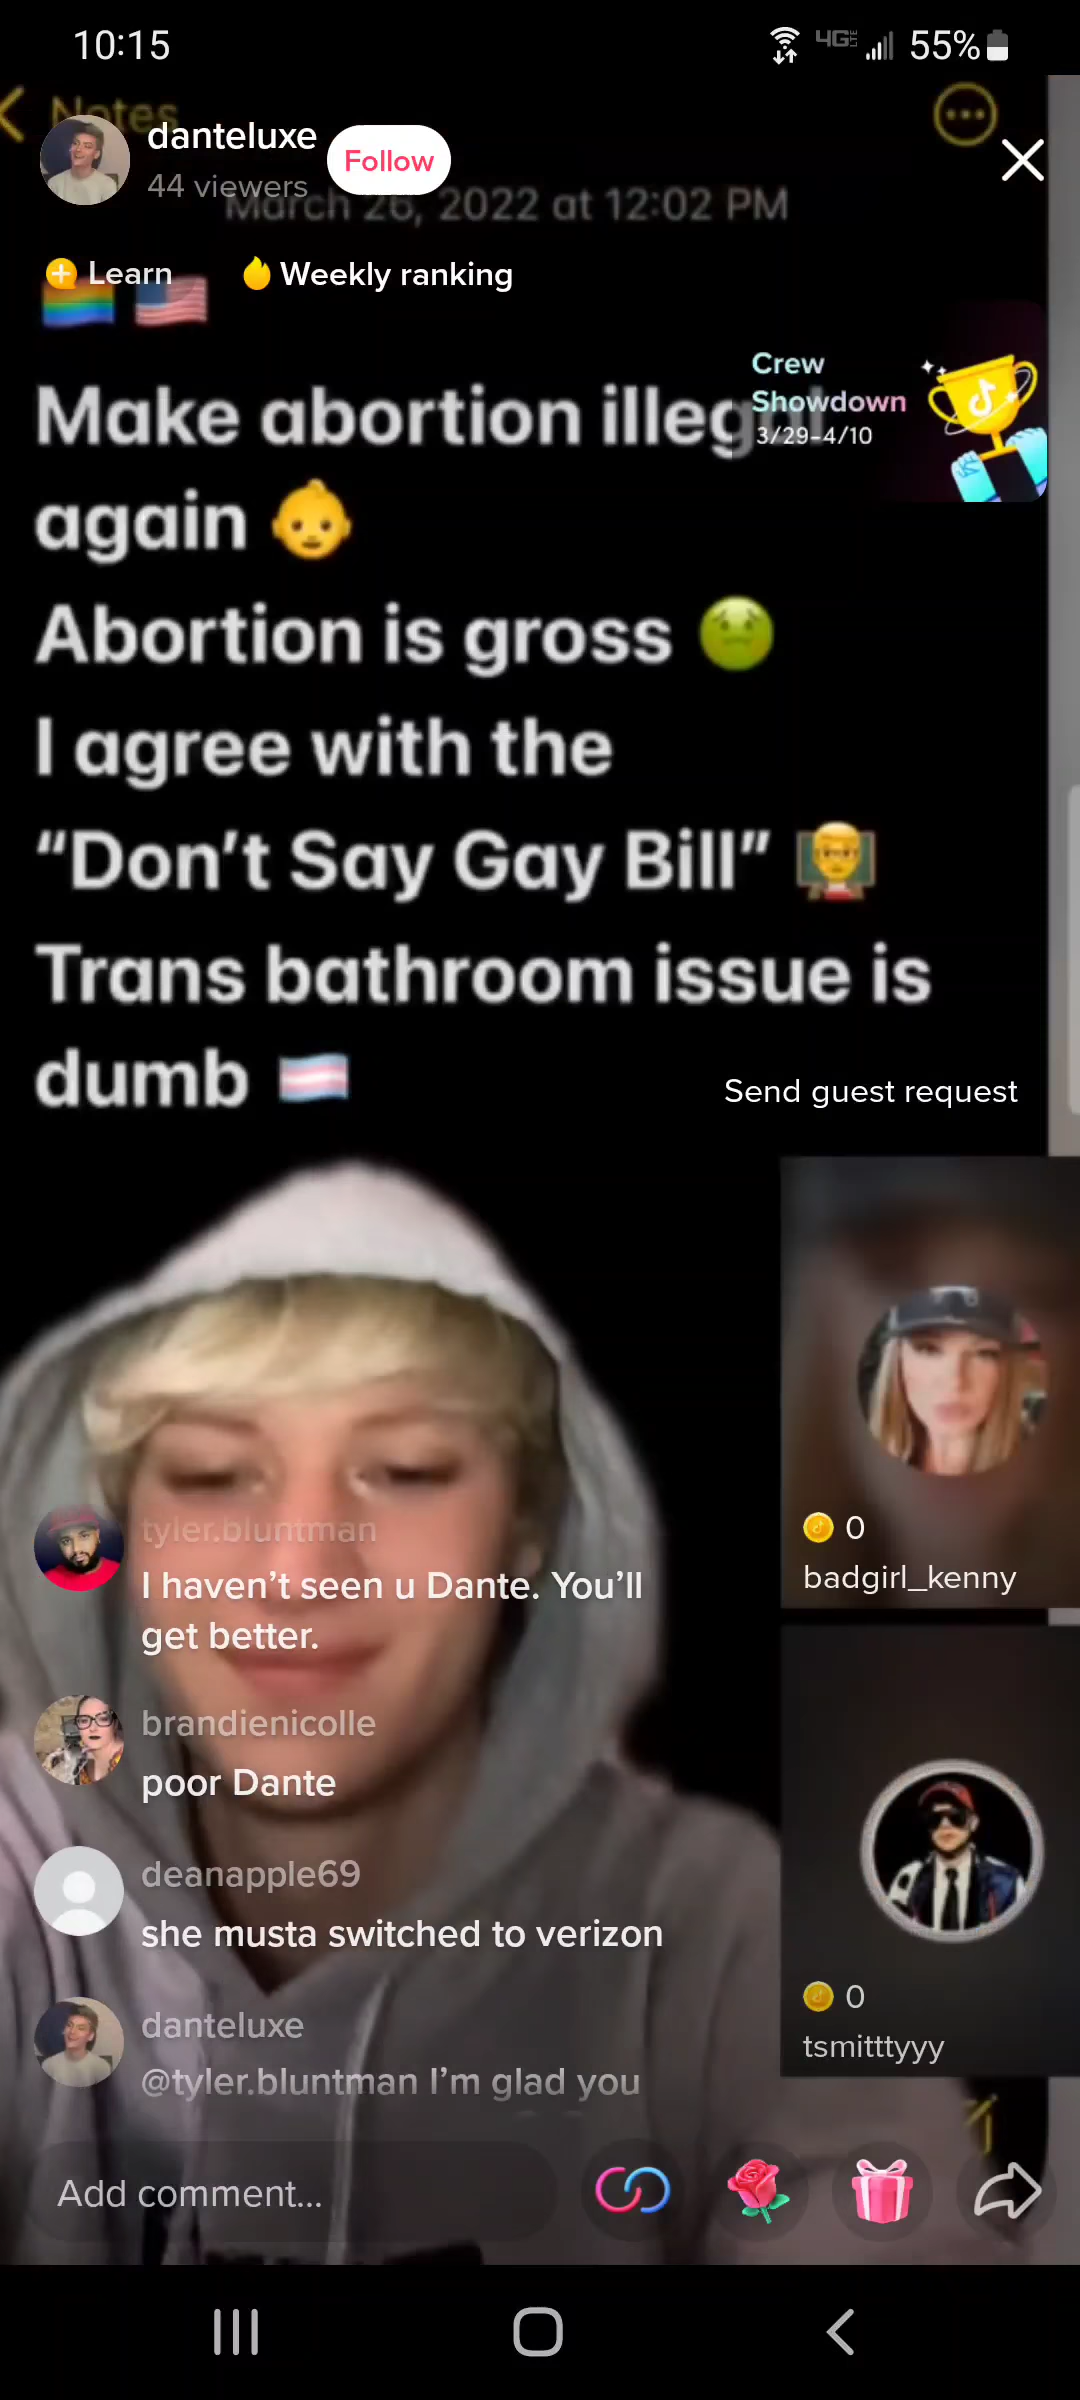 10:15
4G LTE
55%
Notes
danteluxe
Follow
44 viewers
March 26, 2022 at 12:02 PM
Learn
Weekly ranking
Crew
Showdown
3/29-4/10
Make abortion illeg
again
Abortion is gross
I agree with the
“Don’t Say Gay Bill”
Trans bathroom issue is
dumb
Send guest request
0
badgirl_kenny
tyler.bluntman
I haven’t seen u Dante. You’ll
get better.
brandienicolle
poor Dante
deanapple69
she musta switched to verizon
0
tsmitttyyy
danteluxe
@tyler.bluntman I’m glad you
Add comment...